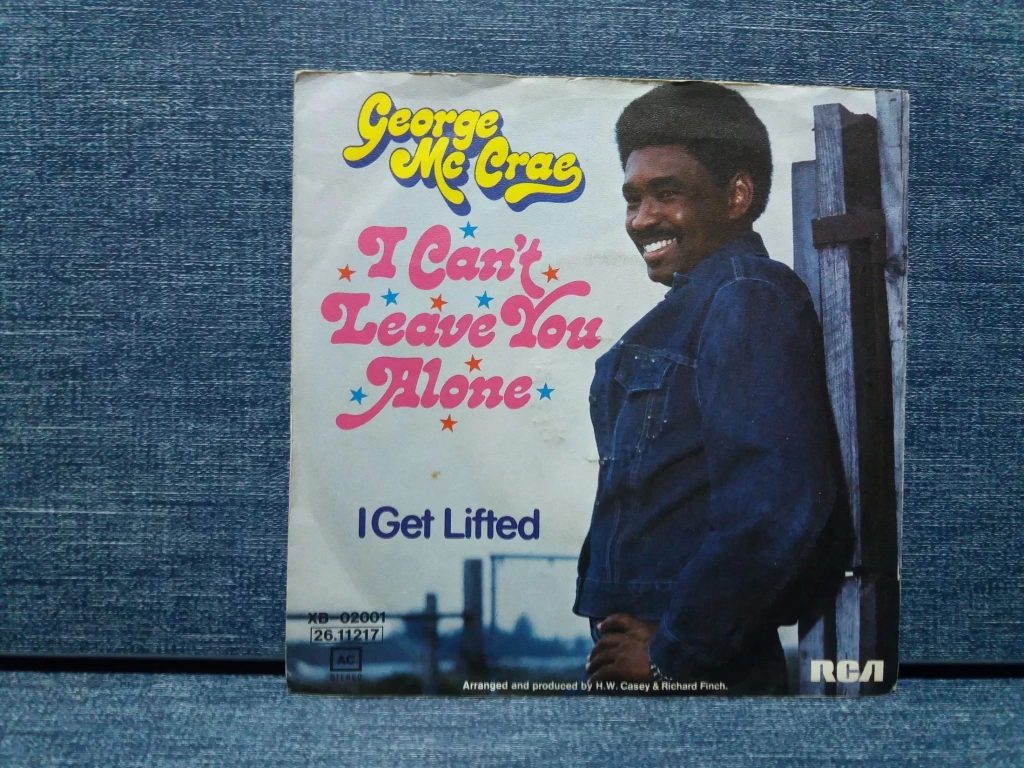 George
Mc Crae
I Can't
Leave You
Alone
I Get Lifted
XB-02001
26.11217
AC
STEREO
Arranged and produced by H.W. Casey & Richard Finch.
RCA